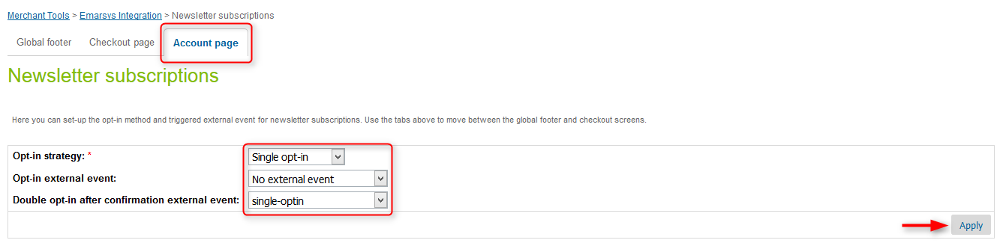 Merchant Tools > Emarsys Integration > Newsletter subscriptions
Global footer Checkout page Account page
Newsletter subscriptions
Here you can set-up the opt-in method and triggered external event for newsletter subscriptions. Use the tabs above to move between the global footer and checkout screens.
Opt-in strategy: * Single opt-in
Opt-in external event: No external event
Double opt-in after confirmation external event: single-optin
Apply